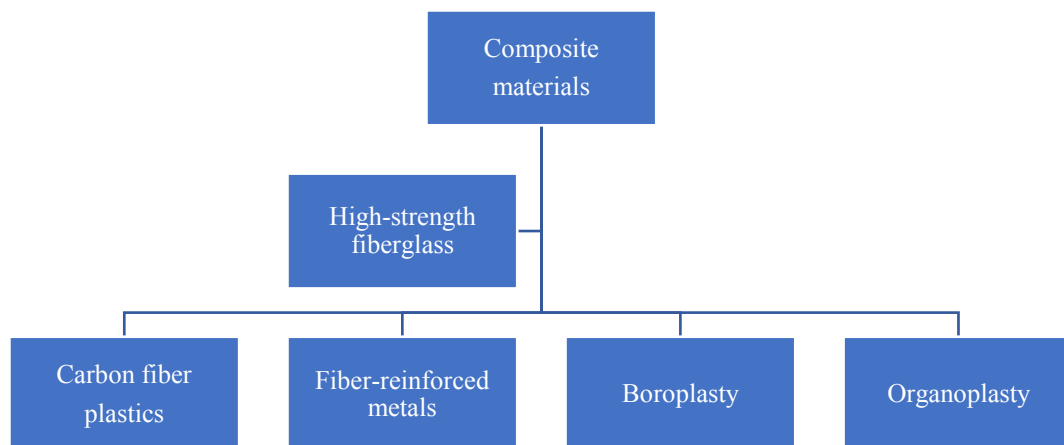 Composite
materials
High-strength
fiberglass
Carbon fiber
plastics
Fiber-reinforced
metals
Boroplasty
Organoplasty